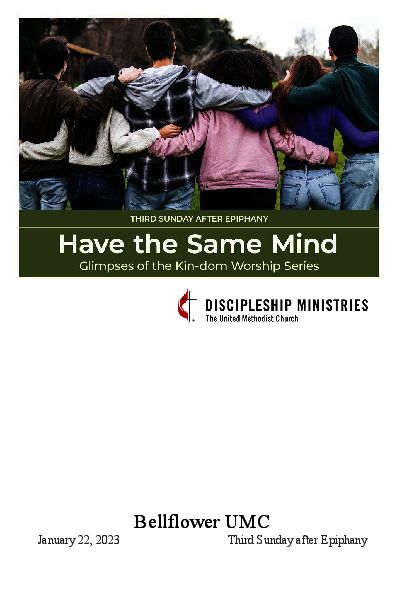 THIRD SUNDAY AFTER EPIPHANY
Have the Same Mind
Glimpses of the Kin-dom Worship Series
DISCIPLESHIP MINISTRIES
The United Methodist Church
Bellflower UMC
January 22, 2023 Third Sunday after Epiphany